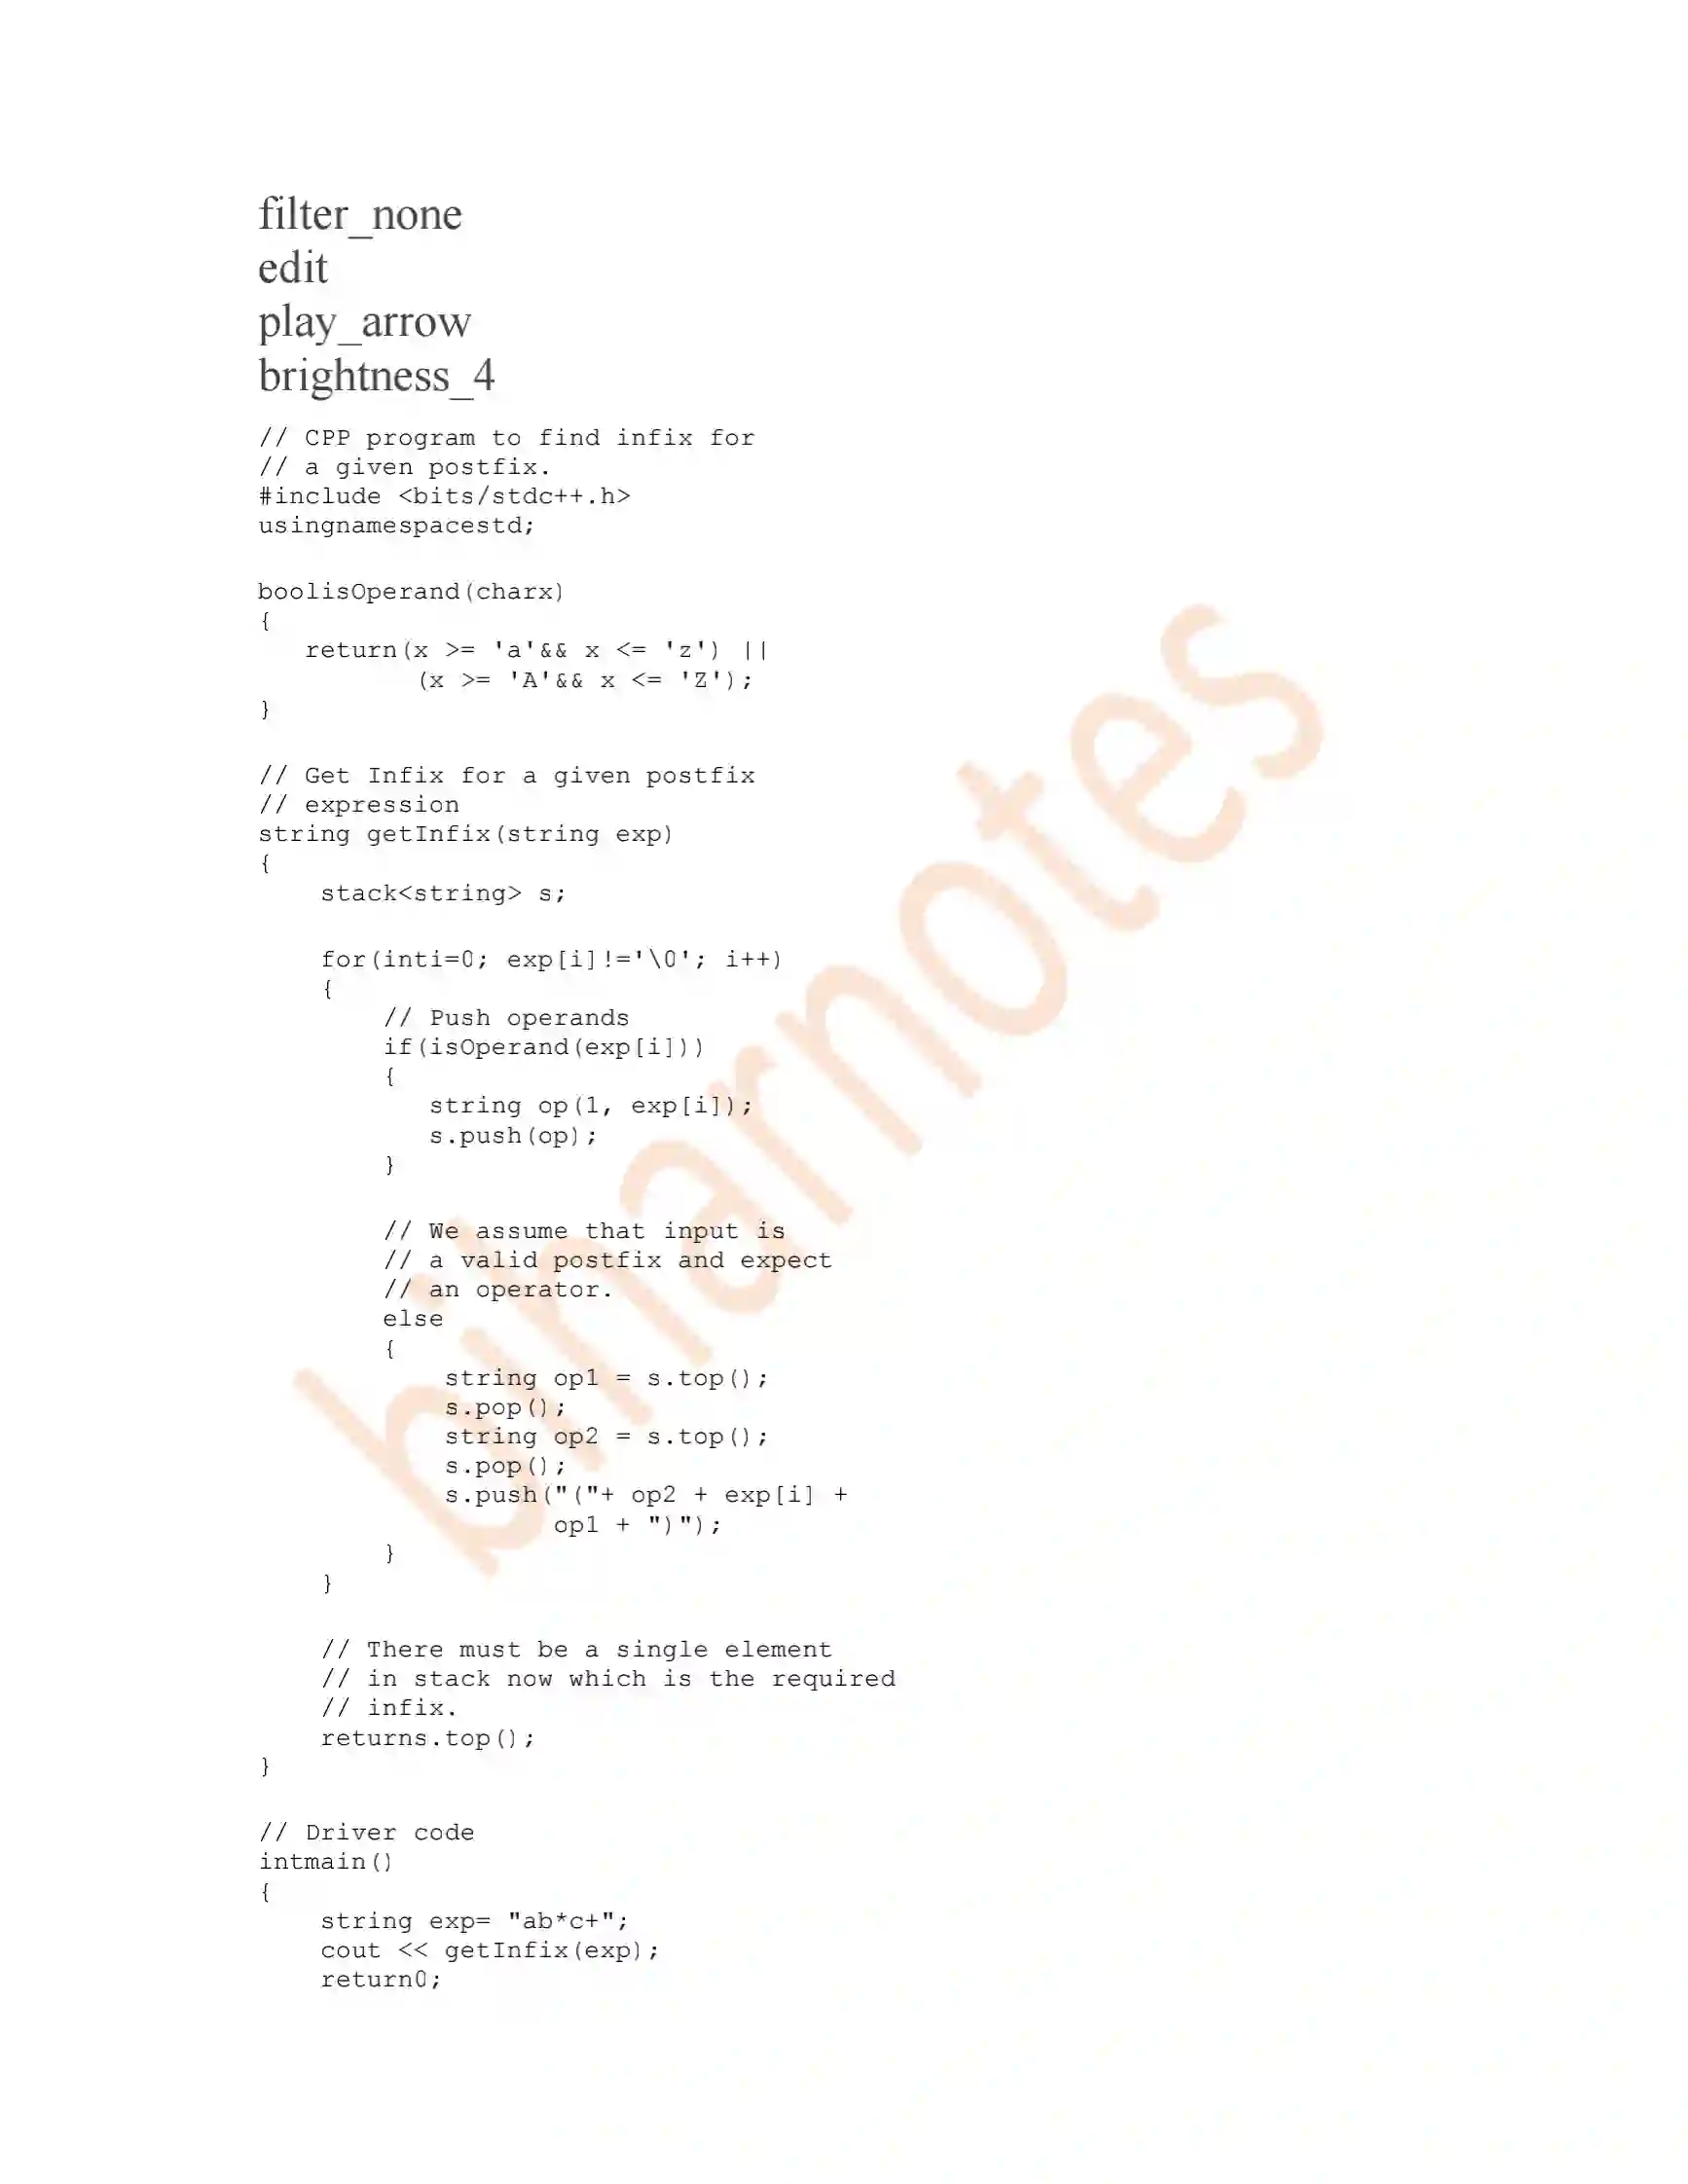 filter_none
edit
play_arrow
brightness_4
// CPP program to find infix for
// a given postfix.
#include <bits/stdc++.h>
usingnamespacestd;
boolisOperand(charx)
{
   return(x >= 'a'&& x <= 'z') ||
          (x >= 'A'&& x <= 'Z');
}
// Get Infix for a given postfix
// expression
string getInfix(string exp)
{
    stack<string> s;
    for(inti=0; exp[i]!='\0'; i++)
    {
        // Push operands
        if(isOperand(exp[i]))
        {
           string op(1, exp[i]);
           s.push(op);
        }
        // We assume that input is
        // a valid postfix and expect
        // an operator.
        else
        {
            string op1 = s.top();
            s.pop();
            string op2 = s.top();
            s.pop();
            s.push("("+ op2 + exp[i] +
                   op1 + ")");
        }
    }
    // There must be a single element
    // in stack now which is the required
    // infix.
    returns.top();
}
// Driver code
intmain()
{
    string exp= "ab*c+";
    cout << getInfix(exp);
    return0;
biharnotes